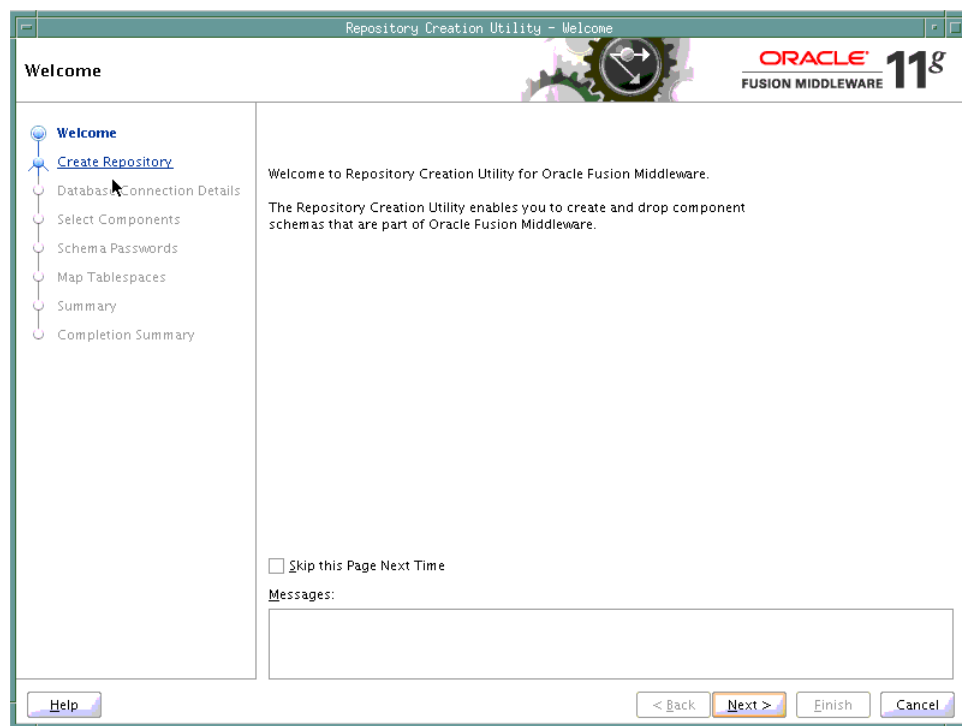 Repository Creation Utility - Welcome
Welcome
ORACLE 11g
FUSION MIDDLEWARE
Welcome
Create Repository
Database Connection Details
Select Components
Schema Passwords
Map Tablespaces
Summary
Completion Summary
Welcome to Repository Creation Utility for Oracle Fusion Middleware.
The Repository Creation Utility enables you to create and drop component
schemas that are part of Oracle Fusion Middleware.
Skip this Page Next Time
Messages:
Help
< Back
Next >
Finish
Cancel